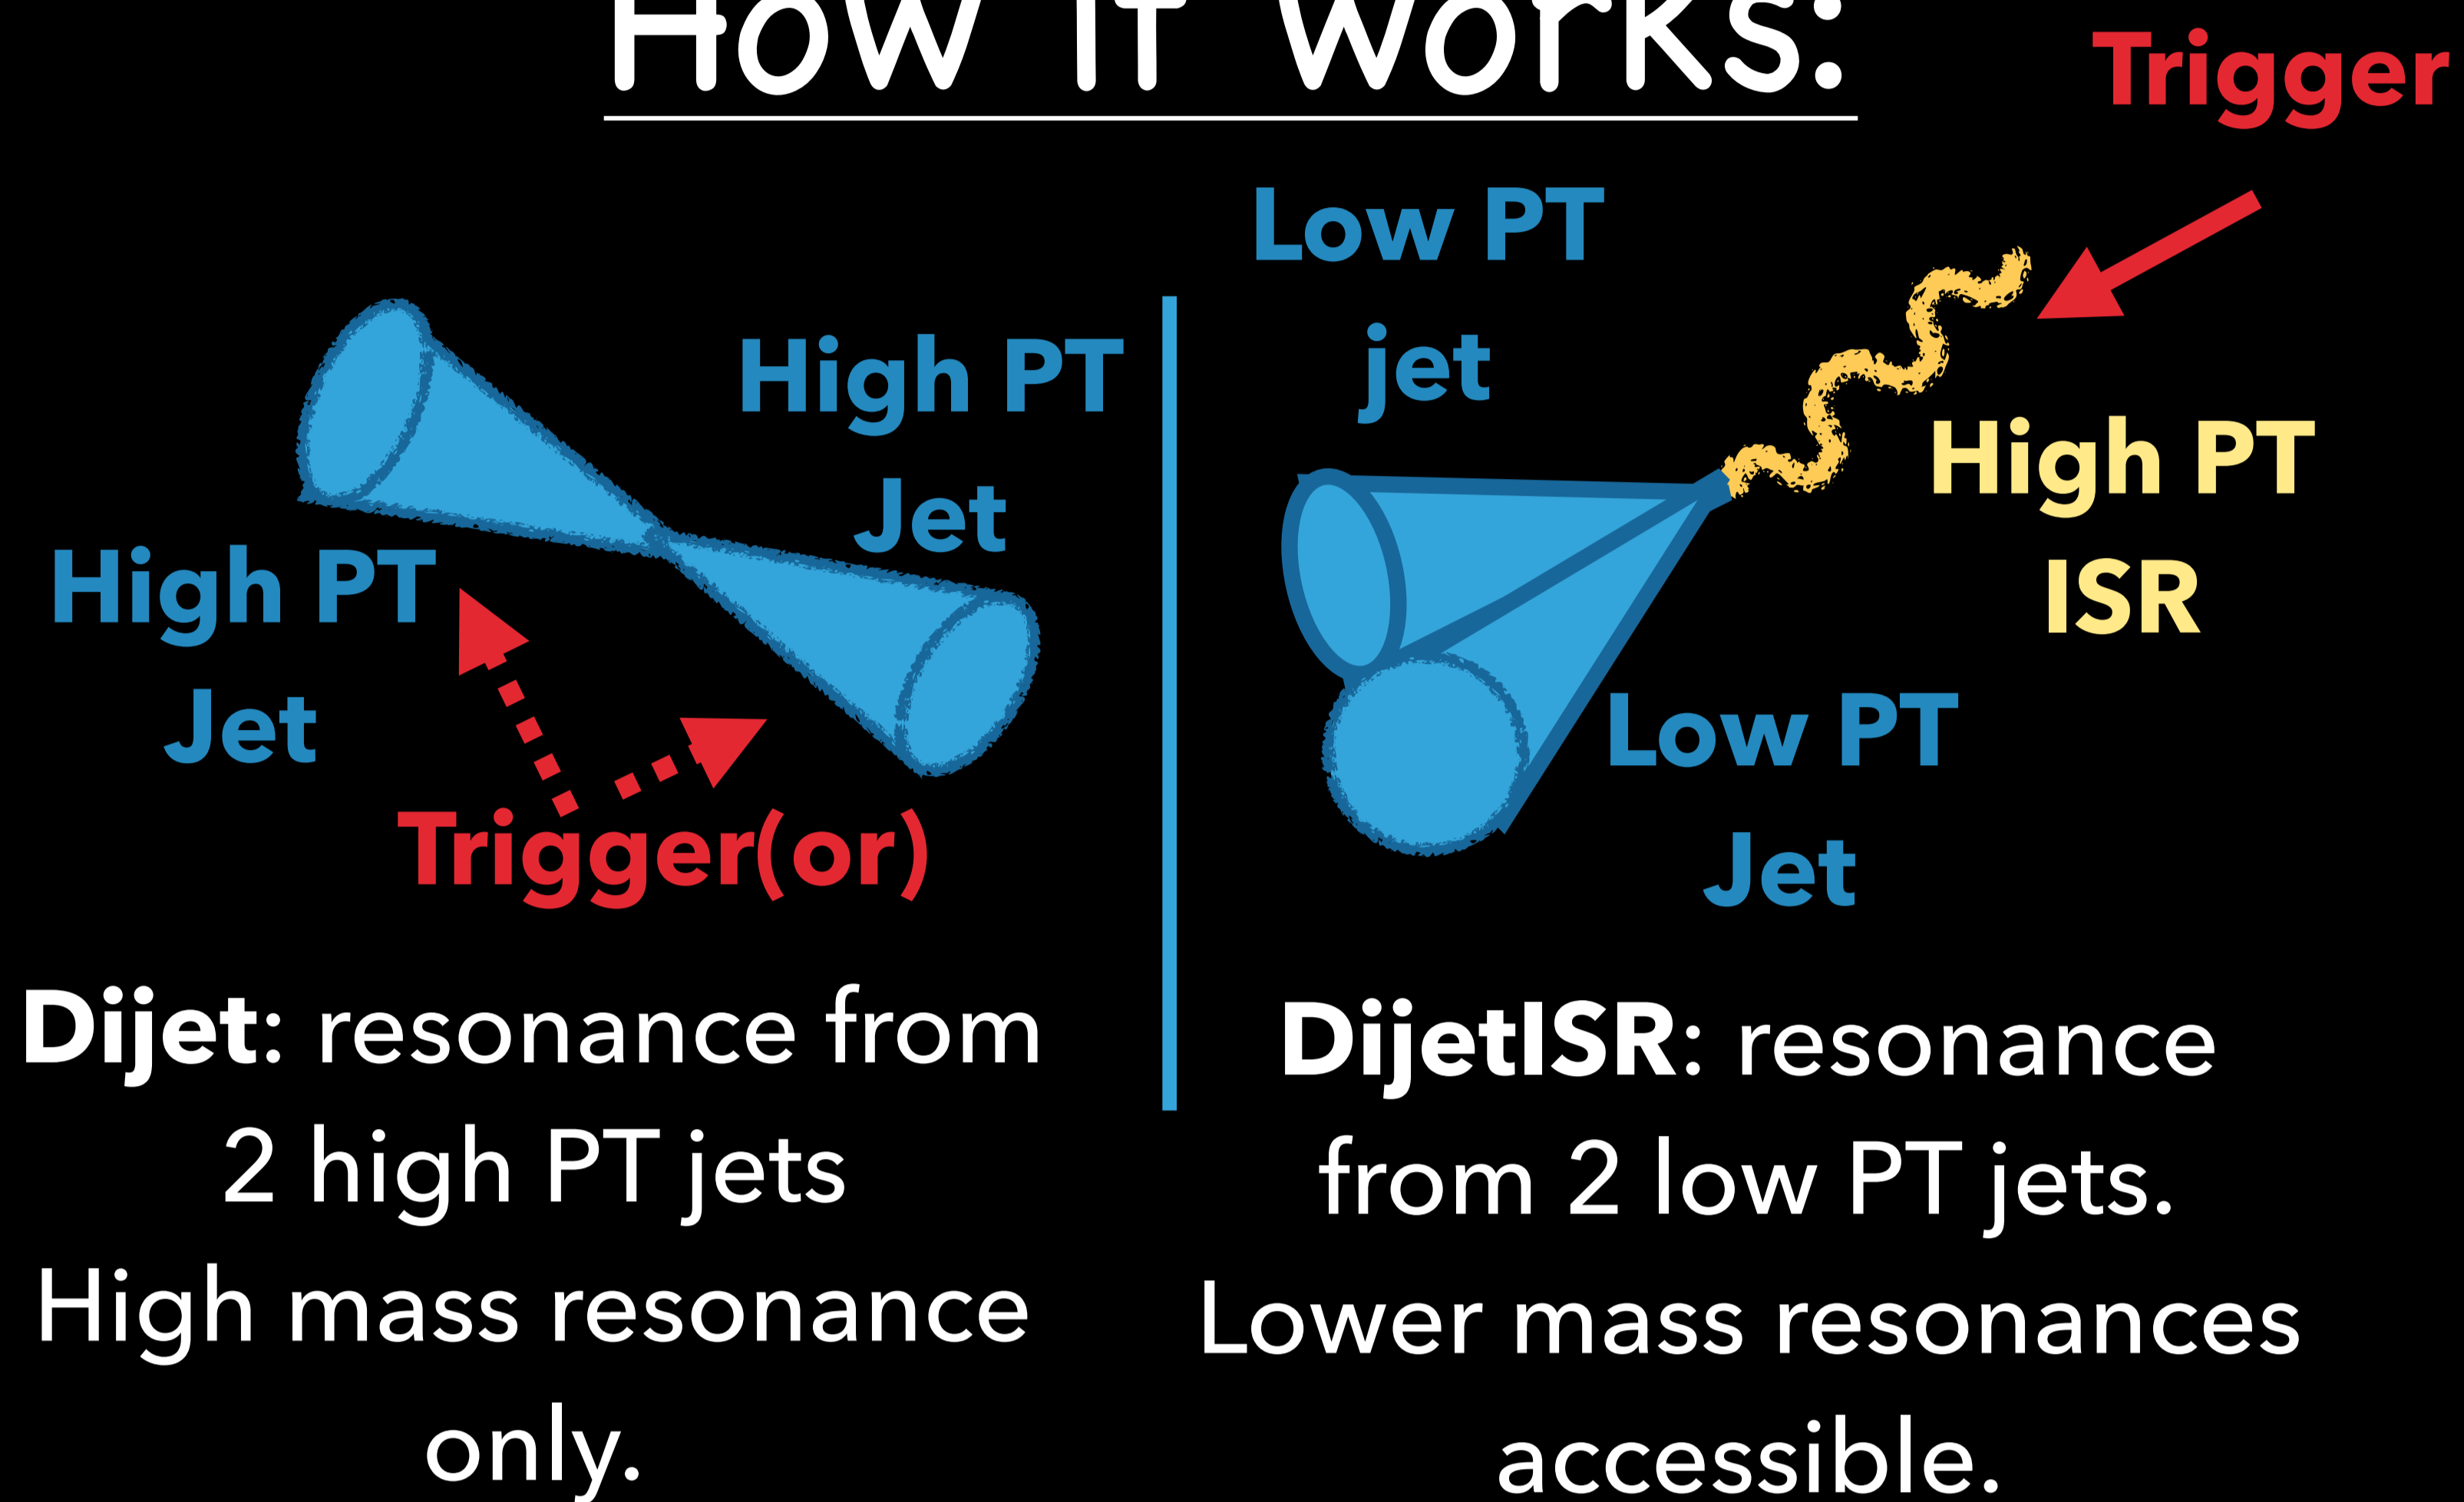 How It Works:
Trigger
High PT
Jet
High PT
Jet
Trigger(or)
Dijet: resonance from
2 high PT jets
High mass resonance
only.
Low PT
jet
High PT
ISR
Low PT
Jet
DijetISR: resonance
from 2 low PT jets.
Lower mass resonances
accessible.